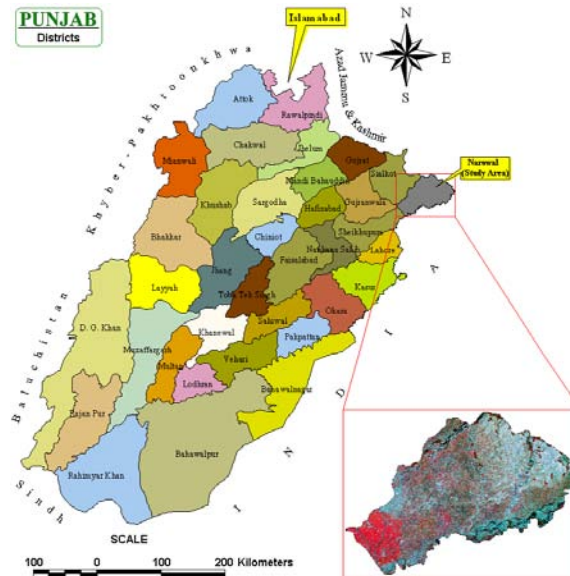 PUNJAB
Districts
Islamabad
N
W E
S
Khyber-Pakhtoonkhwa
Azad Jammu & Kashmir
Attok
Rawalpindi
Chakwal
Jhelum
Mianwali
Gujrat
Mandi Bahauddin
Sialkot
Narowal
(Study Area)
Khushab
Sargodha
Hafizabad
Gujranwala
Sheikhupura
Bhakkar
Chiniot
Nankana Sahib
Lahore
Jhang
Faisalabad
Kasur
Layyah
Toba Tek Singh
Okara
D. G. Khan
Khanewal
Sahiwal
Muzaffargarh
Pakpattan
Multan
Vehari
Baluchistan
Lodhran
Bahawalnagar
Rajan Pur
Bahawalpur
Rahimyar Khan
INDIA
Sindh
SCALE
100 0 100 200 Kilometers